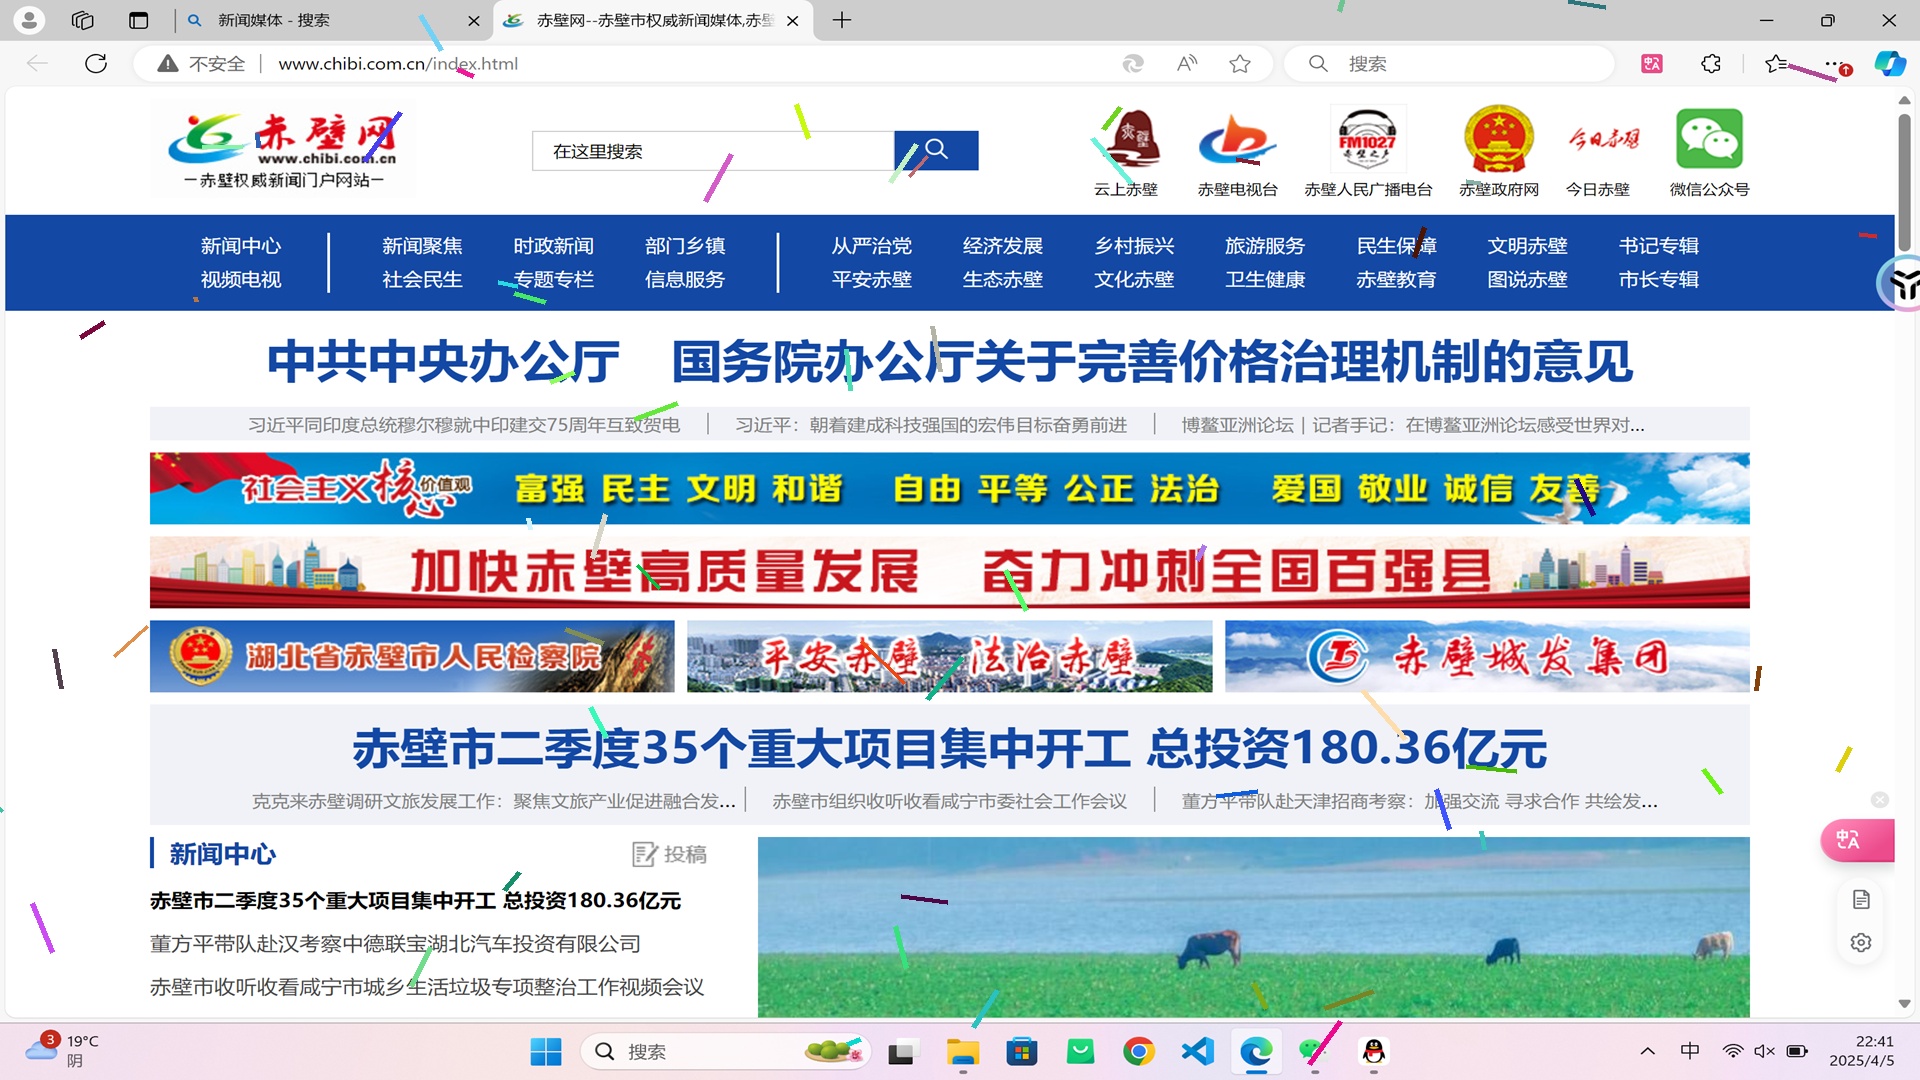 新闻媒体 - 搜索
赤壁网--赤壁市权威新闻媒体,赤壁
不安全
www.chibi.com.cn/index.html
搜索
赤壁网
www.chibi.com.cn
—赤壁权威新闻门户网站—
在这里搜索
赤壁
FM1027
赤壁之声
今日赤壁
云上赤壁
赤壁电视台
赤壁人民广播电台
赤壁政府网
今日赤壁
微信公众号
新闻中心 新闻聚焦 时政新闻 部门乡镇 从严治党 经济发展 乡村振兴 旅游服务 民生保障 文明赤壁 书记专辑
视频电视 社会民生 专题专栏 信息服务 平安赤壁 生态赤壁 文化赤壁 卫生健康 赤壁教育 图说赤壁 市长专辑
中共中央办公厅 国务院办公厅关于完善价格治理机制的意见
习近平同印度总统穆尔穆就中印建交75周年互致贺电 习近平：朝着建成科技强国的宏伟目标奋勇前进 博鳌亚洲论坛 | 记者手记：在博鳌亚洲论坛感受世界对...
社会主义核心价值观 富强 民主 文明 和谐 自由 平等 公正 法治 爱国 敬业 诚信 友善
加快赤壁高质量发展 奋力冲刺全国百强县
湖北省赤壁市人民检察院
平安赤壁 法治赤壁
赤壁城发集团
赤壁市二季度35个重大项目集中开工 总投资180.36亿元
克克来赤壁调研文旅发展工作：聚焦文旅产业促进融合发... 赤壁市组织收听收看咸宁市委社会工作会议 董方平带队赴天津招商考察：加强交流 寻求合作 共绘发...
新闻中心
投稿
赤壁市二季度35个重大项目集中开工 总投资180.36亿元
董方平带队赴汉考察中德联宝湖北汽车投资有限公司
赤壁市收听收看咸宁市城乡生活垃圾专项整治工作视频会议
3
19°C
阴
搜索
中
22:41
2025/4/5